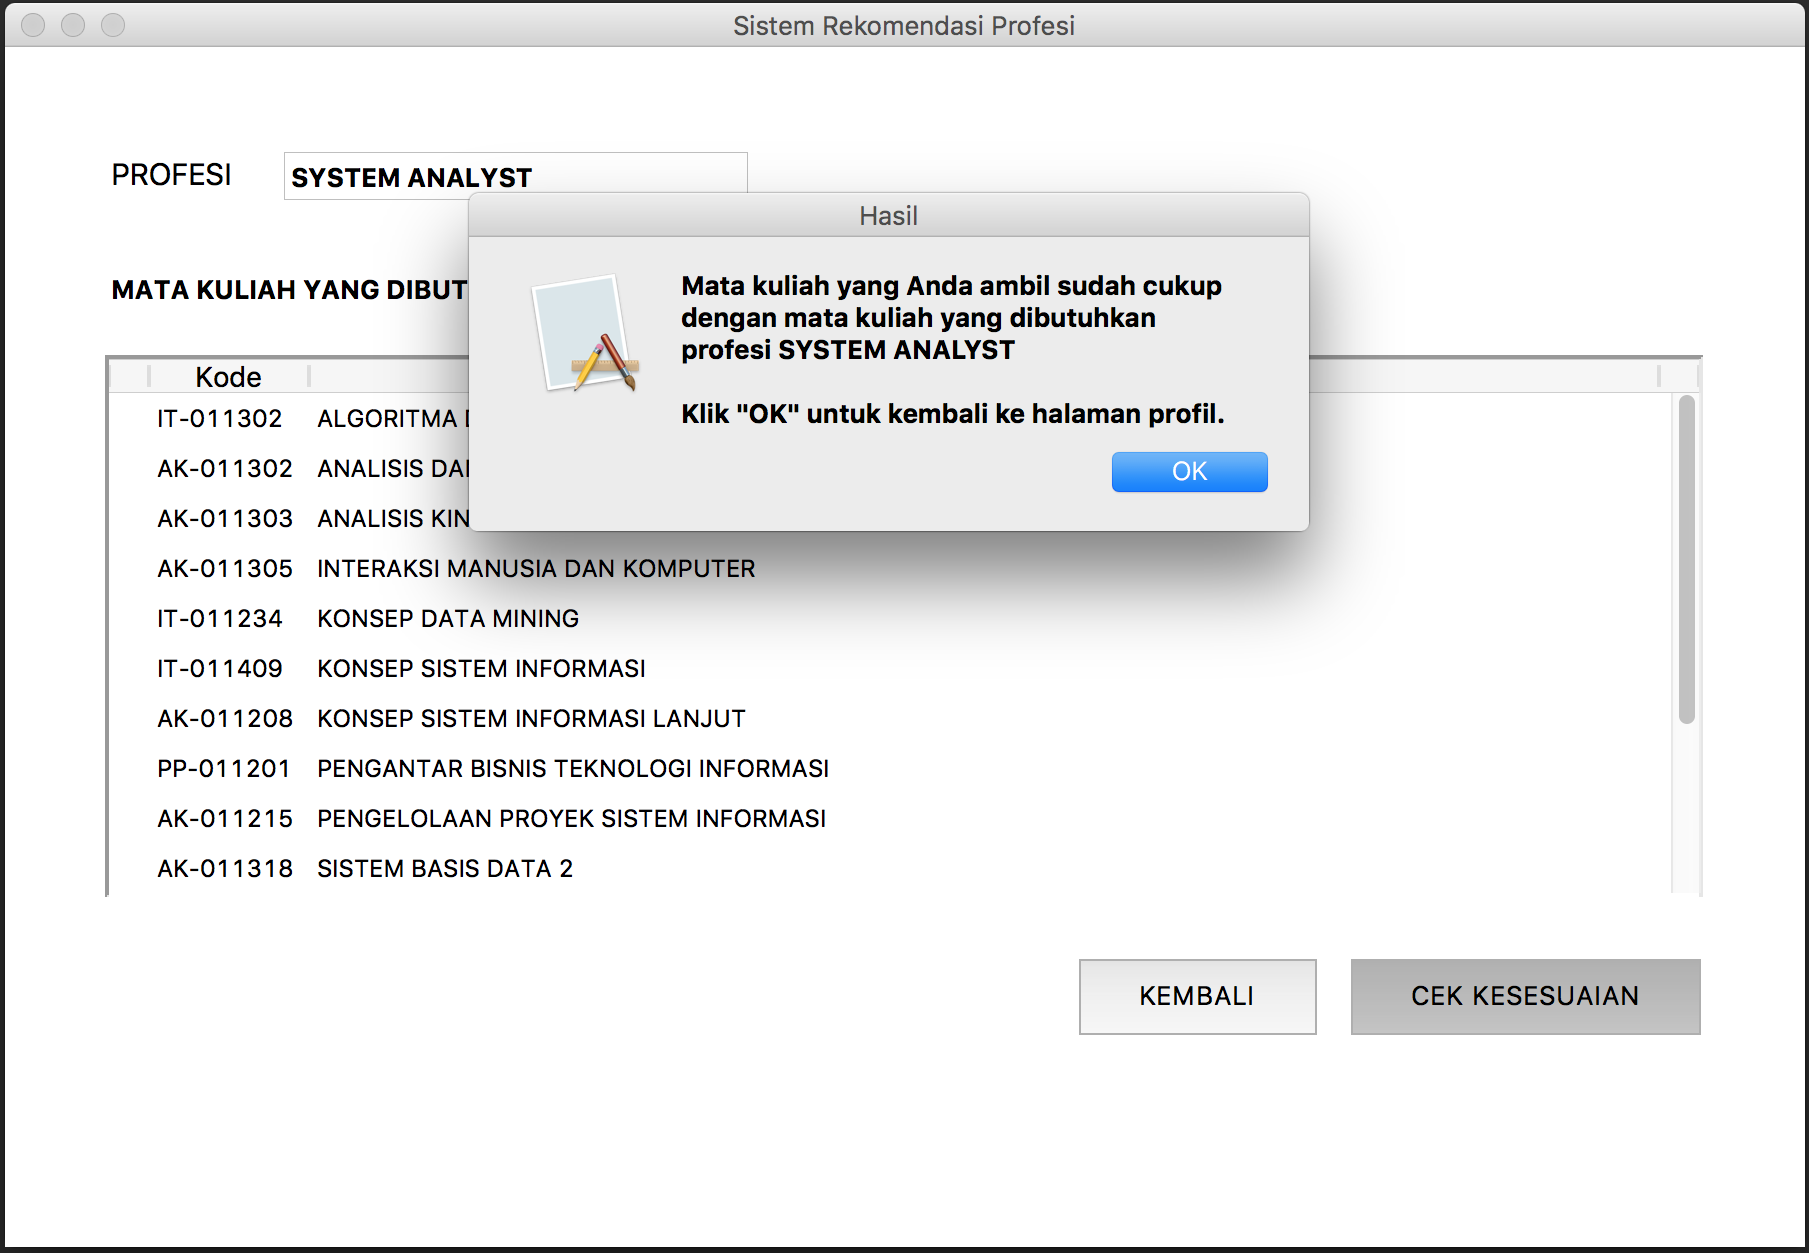 Sistem Rekomendasi Profesi
PROFESI
SYSTEM ANALYST
Hasil
Mata kuliah yang Anda ambil sudah cukup
dengan mata kuliah yang dibutuhkan
profesi SYSTEM ANALYST
Klik "OK" untuk kembali ke halaman profil.
OK
MATA KULIAH YANG
Kode
IT-011302 ALGORITMA
AK-011302 ANALISIS
AK-011303 ANALISIS
AK-011305 INTERAKSI MANUSIA DAN KOMPUTER
IT-011234 KONSEP DATA MINING
IT-011409 KONSEP SISTEM INFORMASI
AK-011208 KONSEP SISTEM INFORMASI LANJUT
PP-011201 PENGANTAR BISNIS TEKNOLOGI INFORMASI
AK-011215 PENGELOLAAN PROYEK SISTEM INFORMASI
AK-011318 SISTEM BASIS DATA 2
KEMBALI
CEK KESESUAIAN